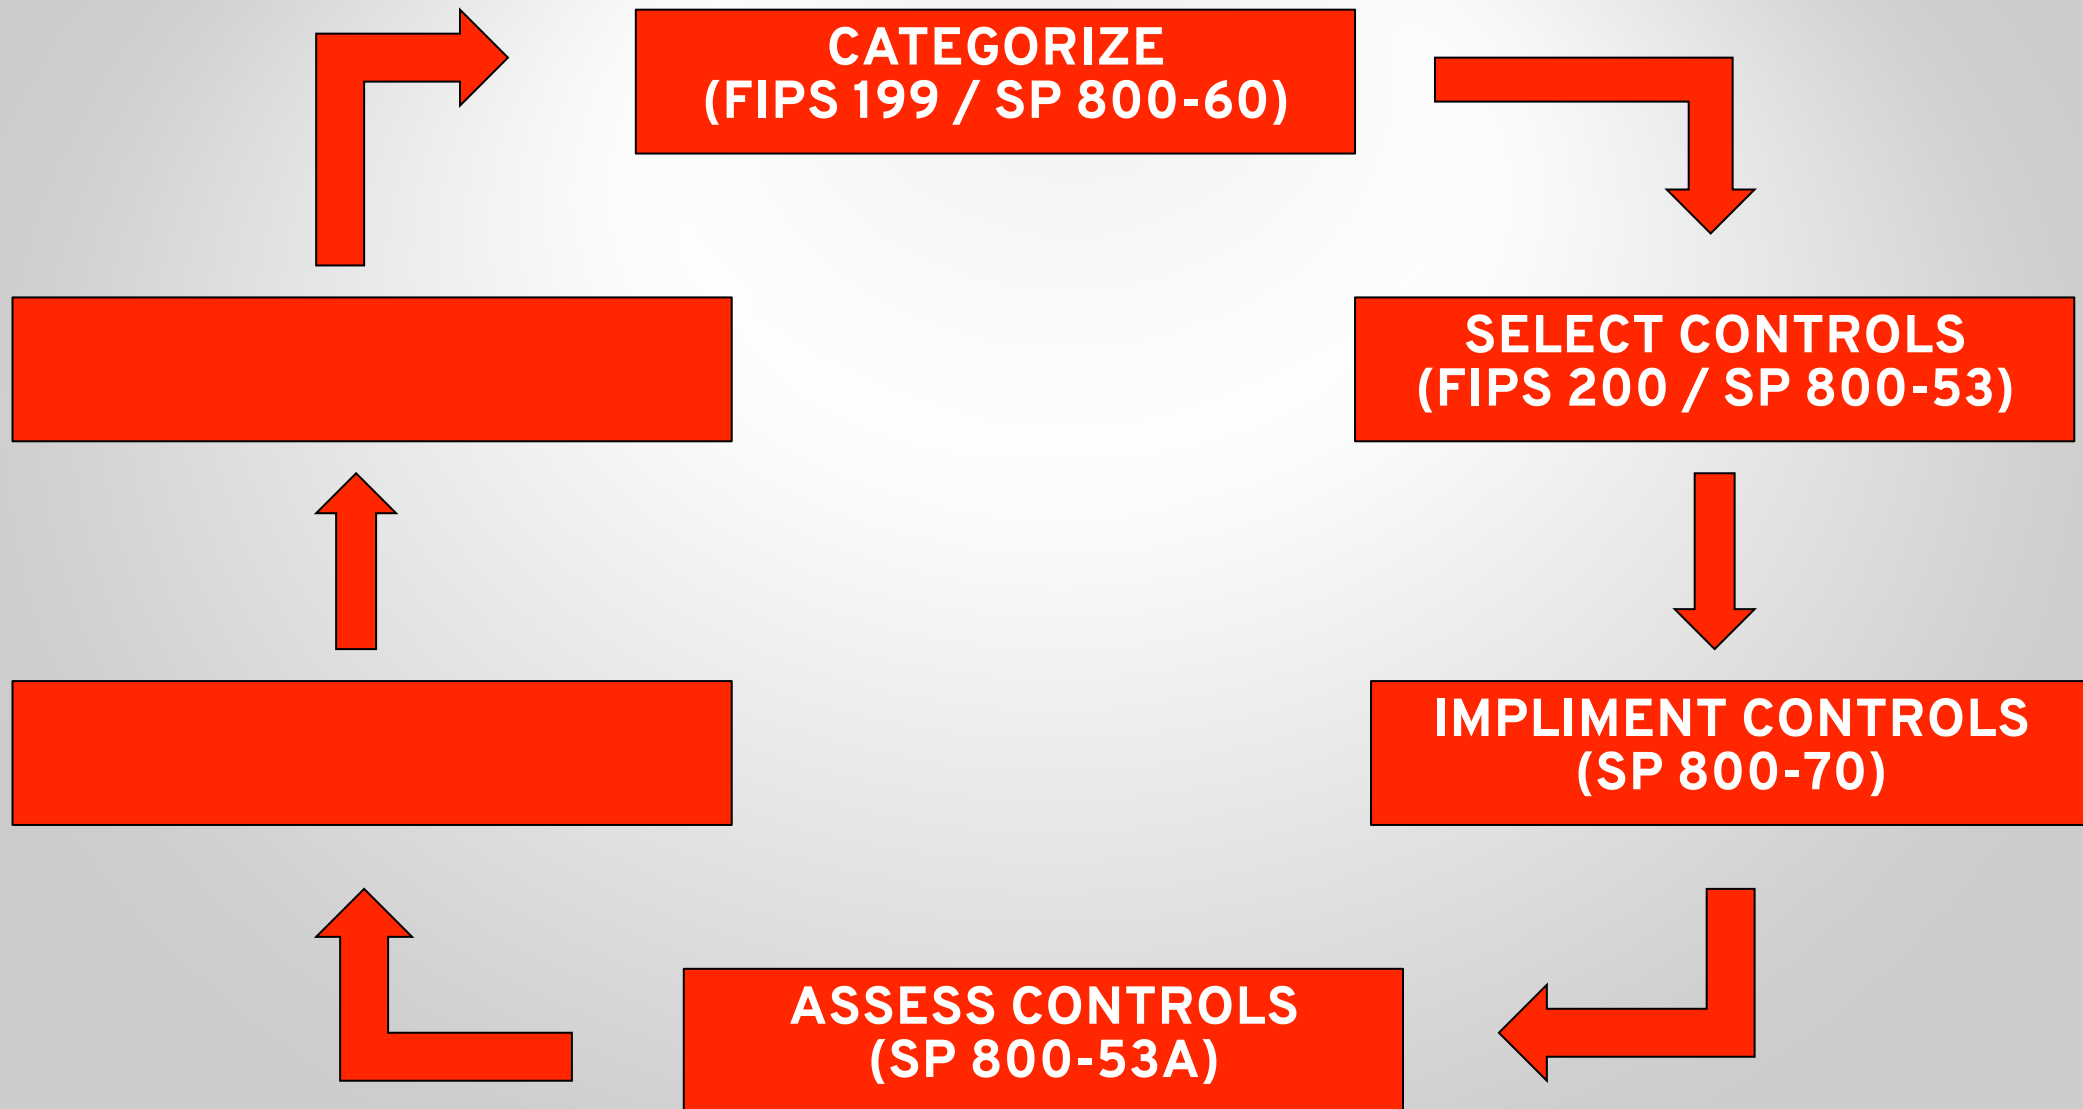 CATEGORIZE
(FIPS 199 / SP 800-60)
SELECT CONTROLS
(FIPS 200 / SP 800-53)
IMPLIMENT CONTROLS
(SP 800-70)
ASSESS CONTROLS
(SP 800-53A)